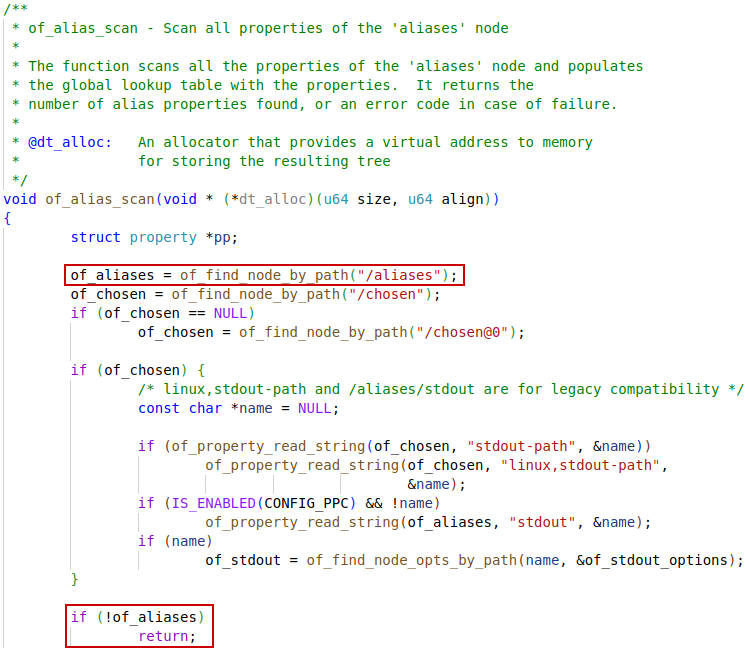 /**
 * of_alias_scan - Scan all properties of the 'aliases' node
 *
 * The function scans all the properties of the 'aliases' node and populates
 * the global lookup table with the properties.  It returns the
 * number of alias properties found, or an error code in case of failure.
 *
 * @dt_alloc:   An allocator that provides a virtual address to memory
 *              for storing the resulting tree
 */
void of_alias_scan(void * (*dt_alloc)(u64 size, u64 align))
{
        struct property *pp;

        of_aliases = of_find_node_by_path("/aliases");
        of_chosen = of_find_node_by_path("/chosen");
        if (of_chosen == NULL)
                of_chosen = of_find_node_by_path("/chosen@0");

        if (of_chosen) {
                /* linux,stdout-path and /aliases/stdout are for legacy compatibility */
                const char *name = NULL;

                if (of_property_read_string(of_chosen, "stdout-path", &name))
                        of_property_read_string(of_chosen, "linux,stdout-path",
                                                &name);
                if (IS_ENABLED(CONFIG_PPC) && !name)
                        of_property_read_string(of_aliases, "stdout", &name);
                if (name)
                        of_stdout = of_find_node_opts_by_path(name, &of_stdout_options);
        }

        if (!of_aliases)
                return;